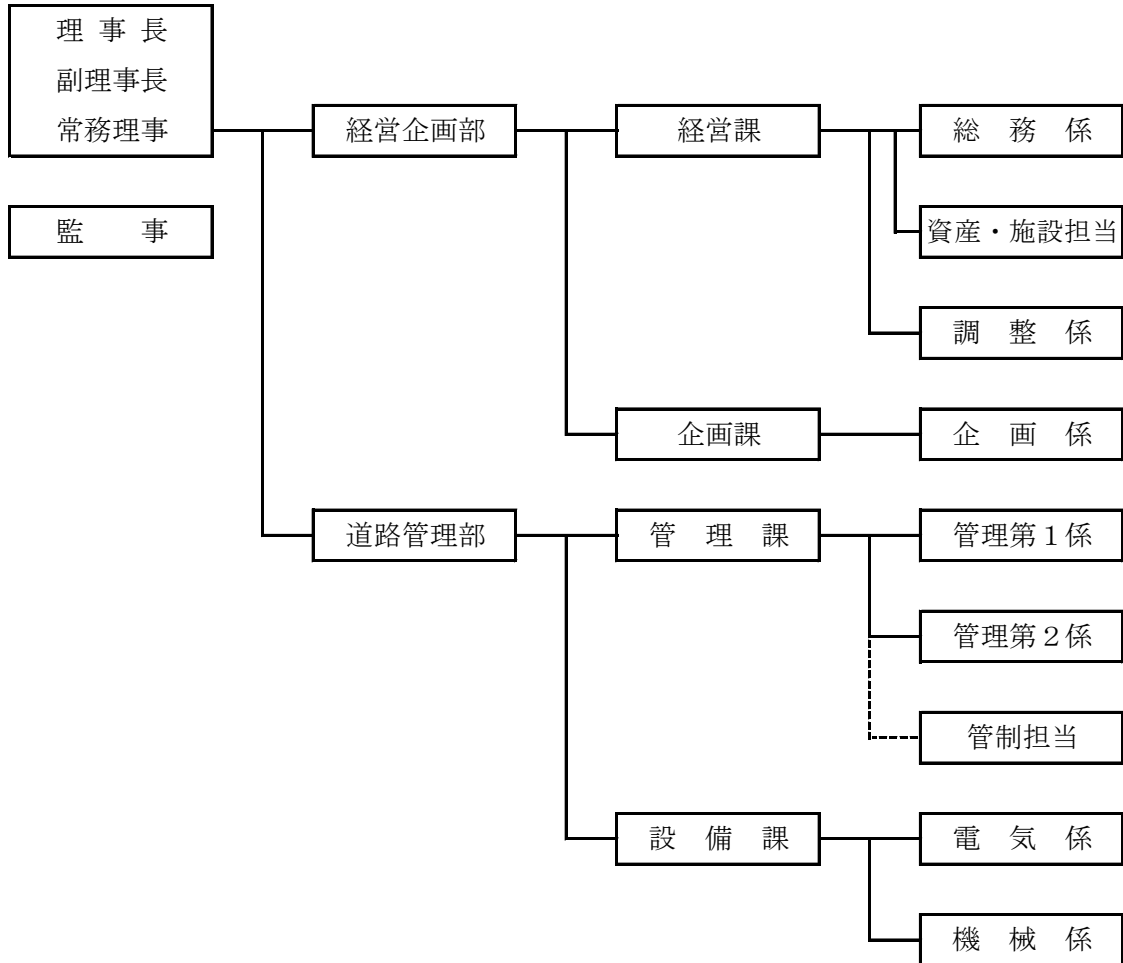 理 事 長
副理事長
常務理事
経営企画部
経営課
総 務 係
監 事
資産・施設担当
調 整 係
企画課
企 画 係
道路管理部
管 理 課
管理第１係
管理第２係
管制担当
設 備 課
電 気 係
機 械 係